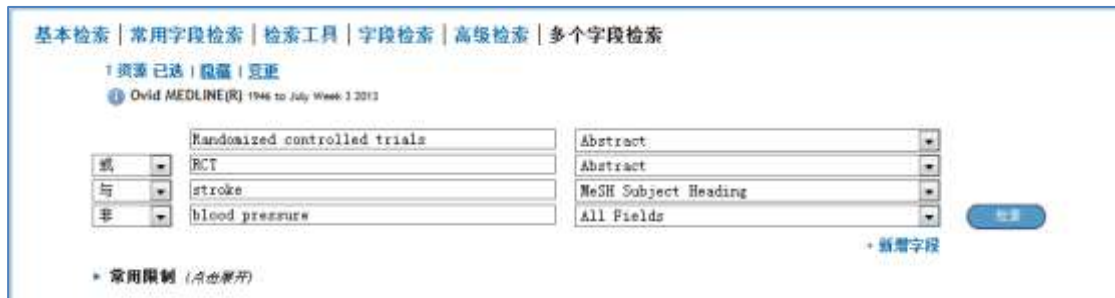 基本检索 | 常用字段检索 | 检索工具 | 字段检索 | 高级检索 | 多个字段检索
1 资源 已选 | 隐藏 | 变更
Ovid MEDLINE(R) 1946 to July Week 3 2013
Randomized controlled trials Abstract
或 RCT Abstract
与 stroke MeSH Subject Heading
非 blood pressure All Fields 检索
+ 新增字段
常用限制 (点击展开)